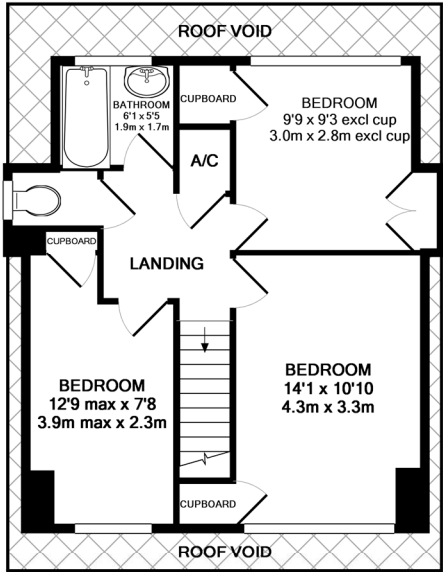 ROOF VOID
BATHROOM
6'1 x 5'5
1.9m x 1.7m
CUPBOARD
BEDROOM
9'9 x 9'3 excl cup
3.0m x 2.8m excl cup
A/C
CUPBOARD
LANDING
BEDROOM
12'9 max x 7'8
3.9m max x 2.3m
BEDROOM
14'1 x 10'10
4.3m x 3.3m
CUPBOARD
ROOF VOID